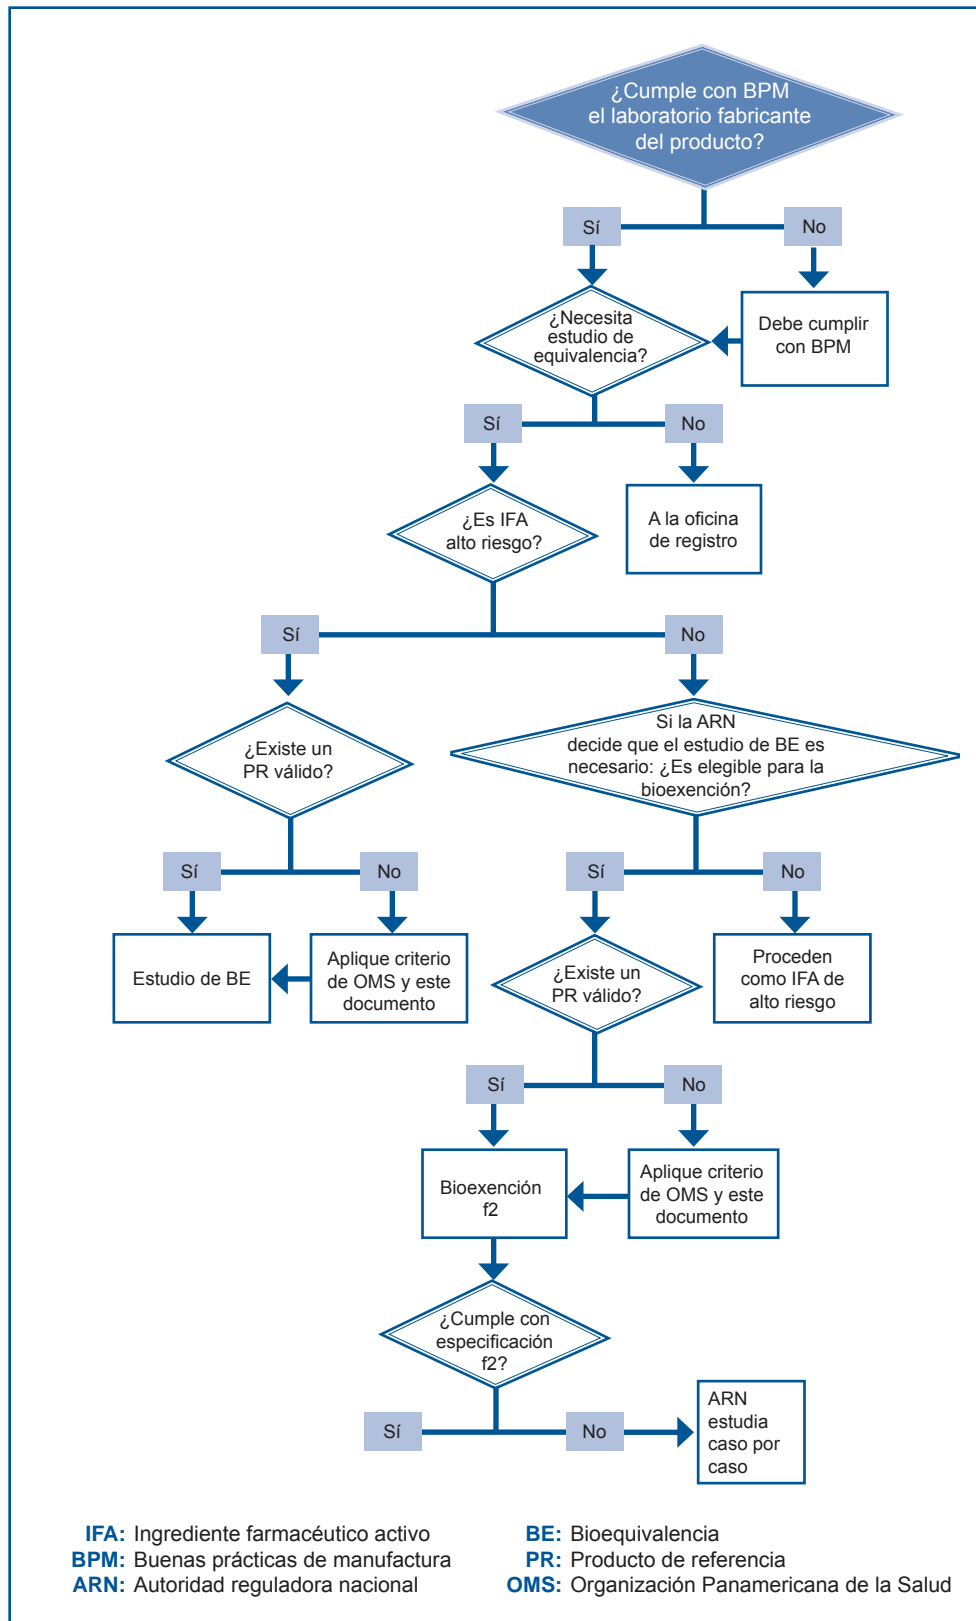 ¿Cumple con BPM
el laboratorio fabricante
del producto?
Sí
No
¿Necesita
estudio de
equivalencia?
Debe cumplir
con BPM
Sí
No
¿Es IFA
alto riesgo?
A la oficina
de registro
Sí
No
¿Existe un
PR válido?
Si la ARN
decide que el estudio de BE es
necesario: ¿Es elegible para la
bioexención?
Sí
No
Sí
No
Estudio de BE
Aplique criterio
de OMS y este
documento
¿Existe un
PR válido?
Proceden
como IFA de
alto riesgo
Sí
No
Bioexención
f2
Aplique criterio
de OMS y este
documento
¿Cumple con
especificación
f2?
Sí
No
ARN
estudia
caso por
caso
IFA: Ingrediente farmacéutico activo
BPM: Buenas prácticas de manufactura
ARN: Autoridad reguladora nacional
BE: Bioequivalencia
PR: Producto de referencia
OMS: Organización Panamericana de la Salud